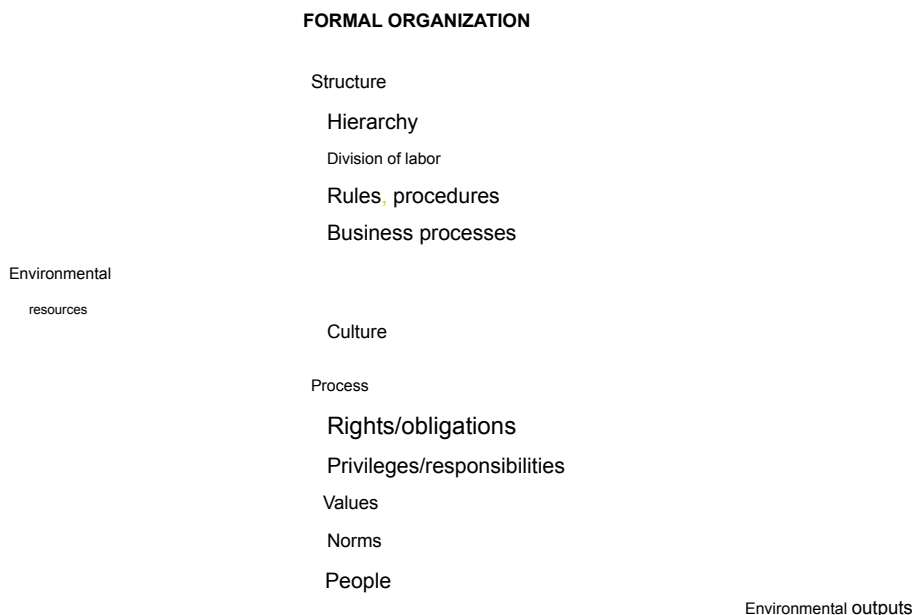 FORMAL ORGANIZATION
Structure
Hierarchy
Division of labor
Rules, procedures
Business processes
Environmental
resources
Culture
Process
Rights/obligations
Privileges/responsibilities
Values
Norms
People
Environmental outputs